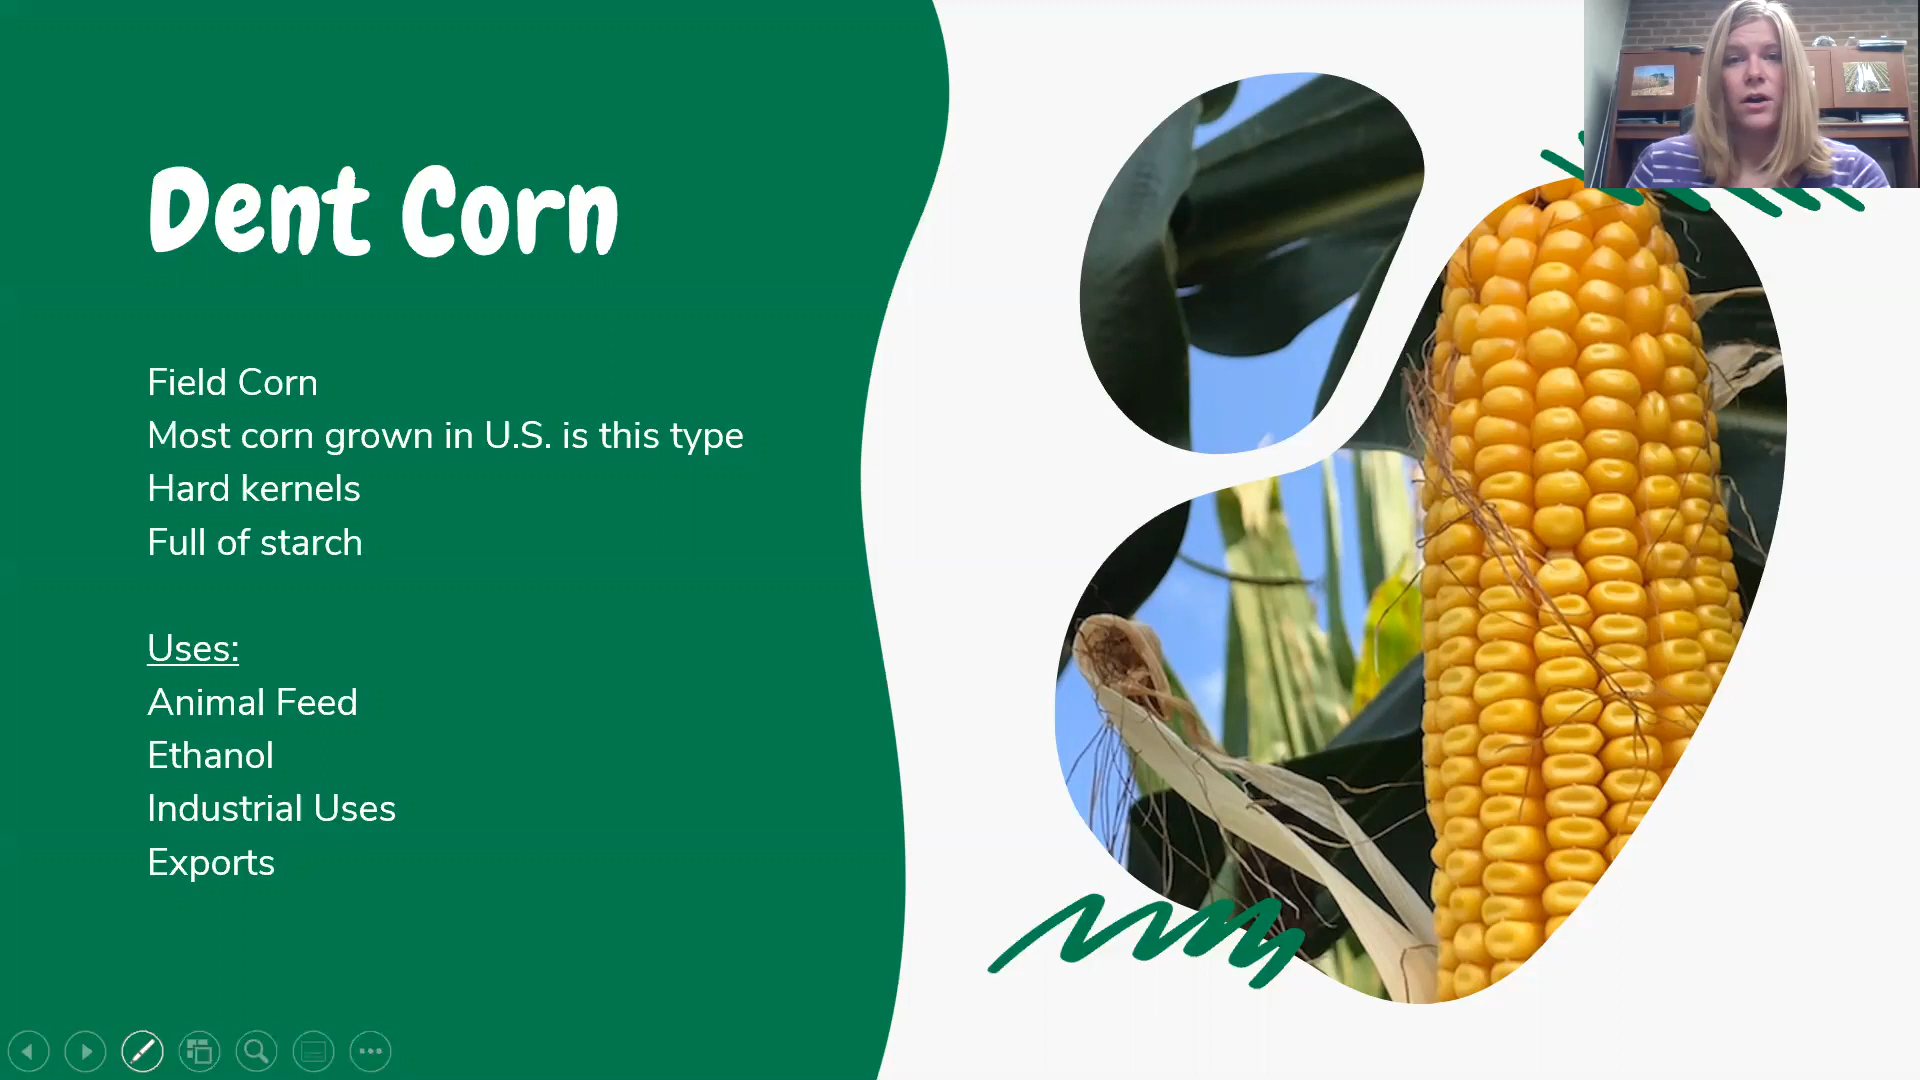 Dent Corn
Field Corn
Most corn grown in U.S. is this type
Hard kernels
Full of starch
Uses:
Animal Feed
Ethanol
Industrial Uses
Exports